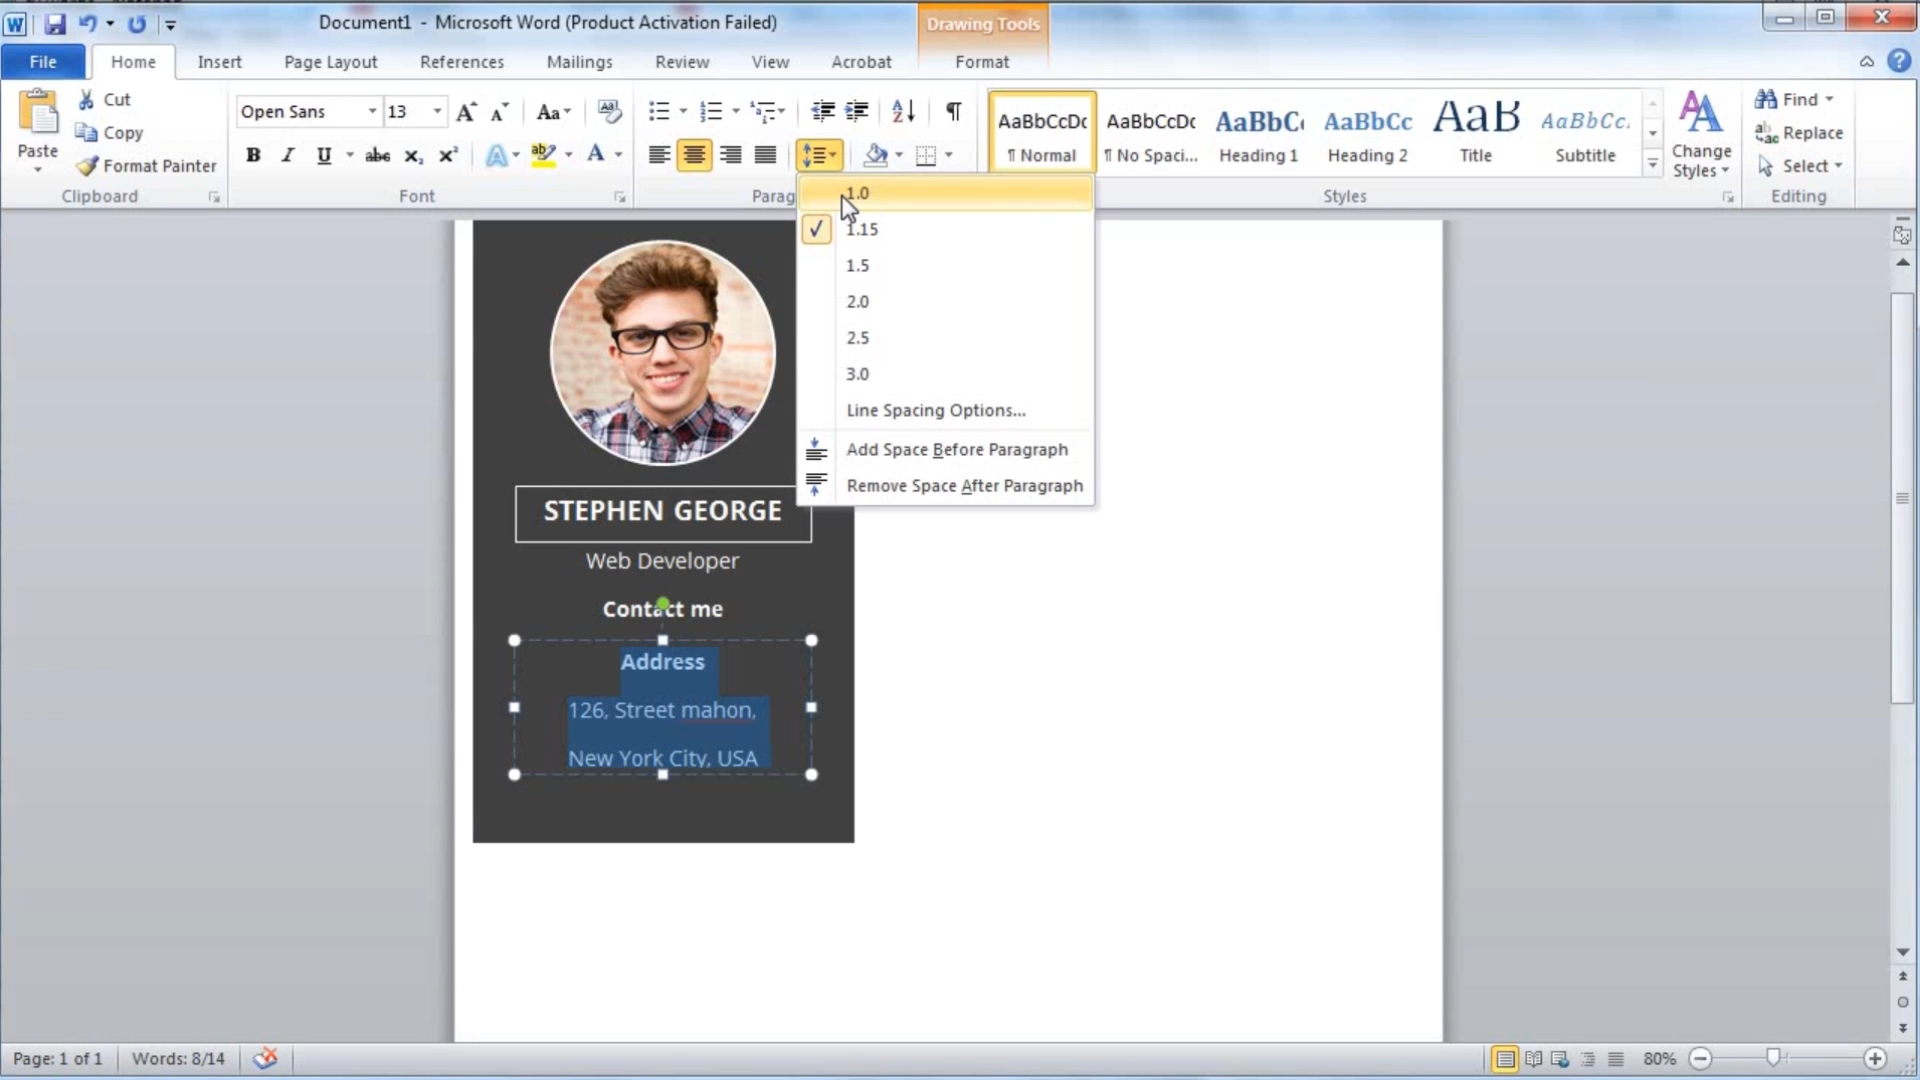 Document1 - Microsoft Word (Product Activation Failed)
Drawing Tools
File Home Insert Page Layout References Mailings Review View Acrobat Format
Paste
Cut
Copy
Format Painter
Clipboard
Open Sans 13
Font
Parag
AaBbCcDc AaBbCcDc AaBbC AaBbCc AaB AaBbCc.
¶ Normal ¶ No Spaci... Heading 1 Heading 2 Title Subtitle
Styles
Change
Styles
Find
Replace
Select
Editing
1.0
1.15
1.5
2.0
2.5
3.0
Line Spacing Options...
Add Space Before Paragraph
Remove Space After Paragraph
STEPHEN GEORGE
Web Developer
Contact me
Address
126, Street mahon,
New York City, USA
Page: 1 of 1 Words: 8/14 80%